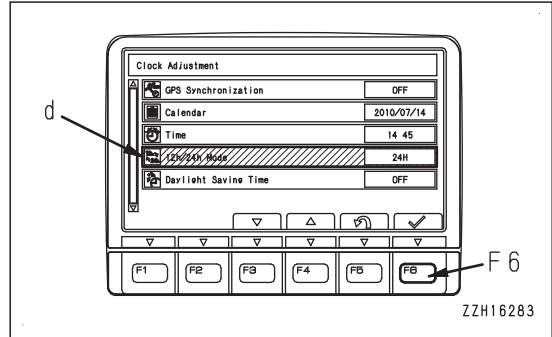 Clock Adjustment
GPS Synchronization OFF
Calendar 2010/07/14
Time 14 45
12h/24h Mode 24H
Daylight Saving Time OFF
d
F1 F2 F3 F4 F5 F6
F6
ZZH16283